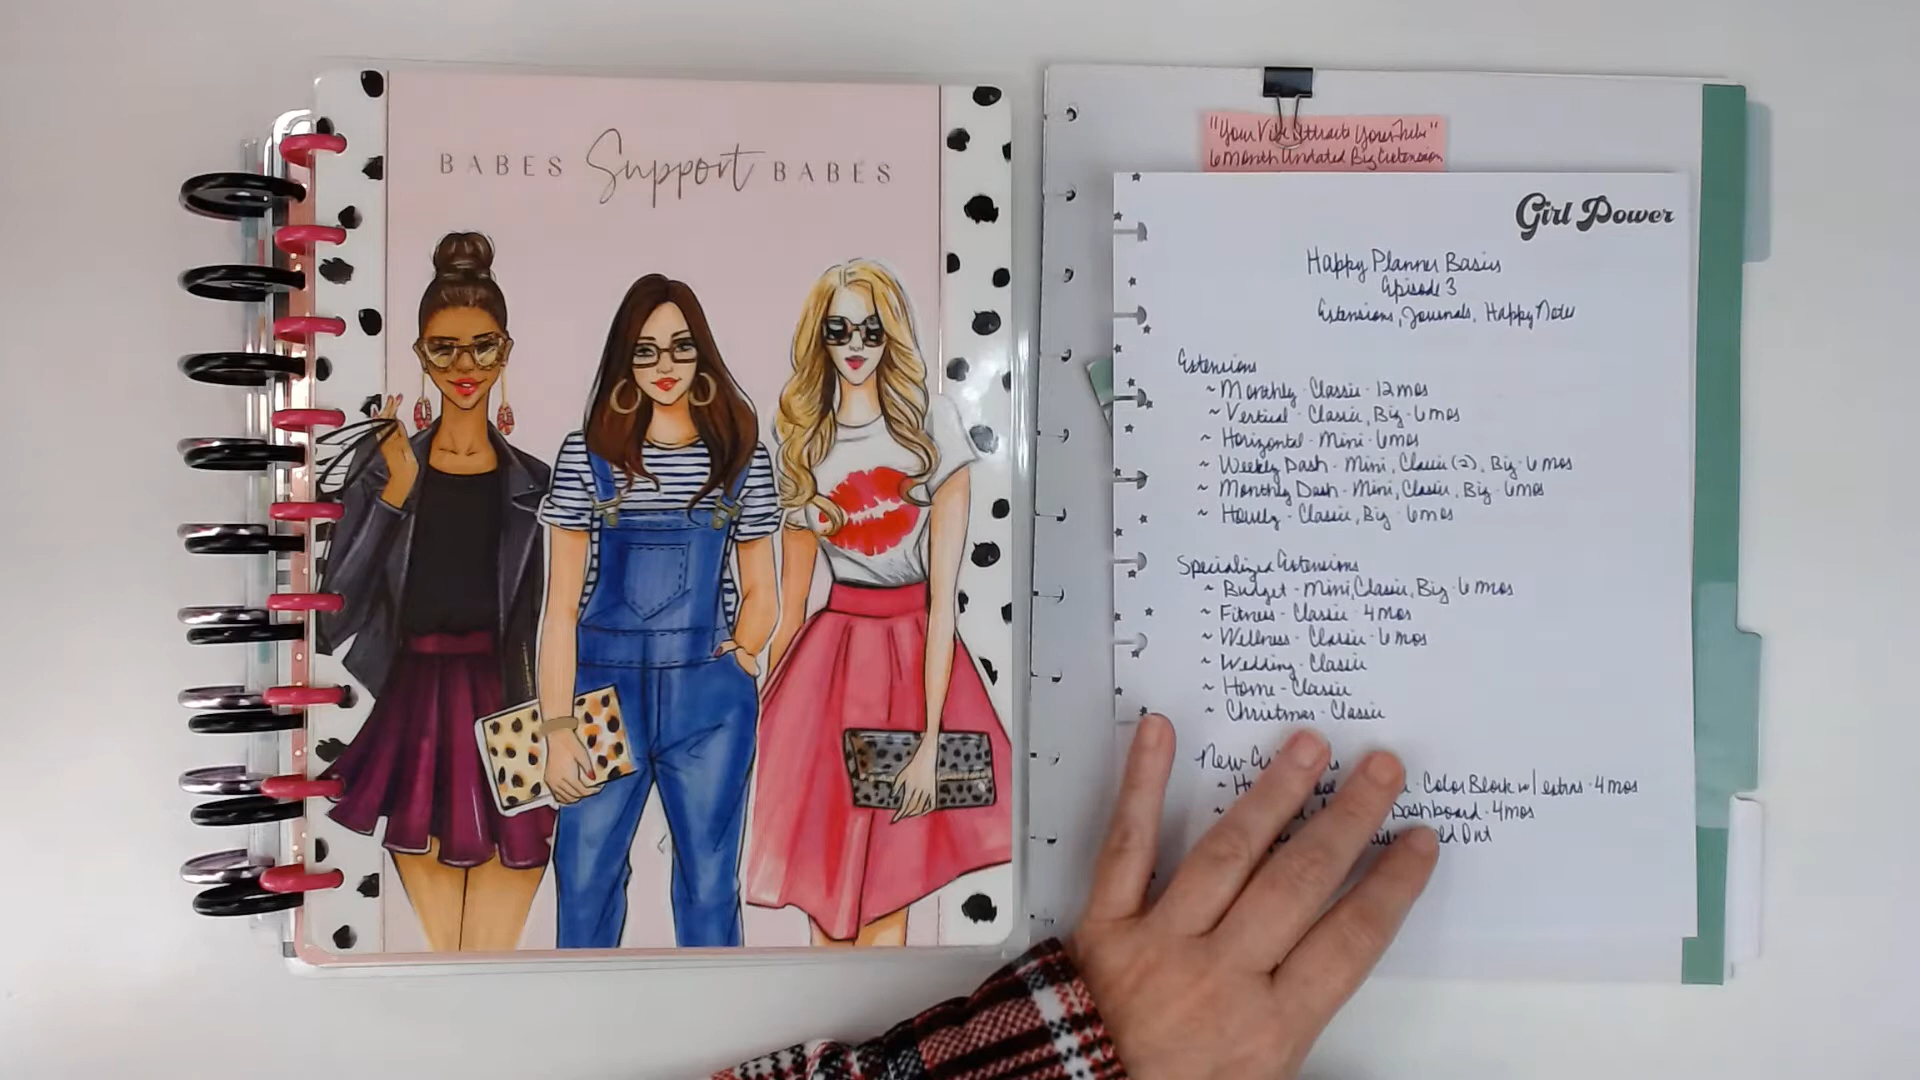 BABES Support BABES
"Your Vibe Attracts Your Tribe"
6 Month Undated Big Extension
Girl Power
Happy Planner Basics
Episode 3
Extensions, Journals, Happy Notes
Extensions
~ Monthly - Classic - 12 mos
~ Vertical - Classic, Big - 6 mos
~ Horizontal - Mini - 6 mos
~ Weekly Dash - Mini, Classic (2), Big - 6 mos
~ Monthly Dash - Mini, Classic, Big - 6 mos
~ Hourly - Classic, Big - 6 mos
Specialized Extensions
~ Budget - Mini, Classic, Big - 6 mos
~ Fitness - Classic - 4 mos
~ Wellness - Classic - 6 mos
~ Wedding - Classic
~ Home - Classic
~ Christmas - Classic
New
~ Color Block w/ extras - 4 mos
~ Dashboard - 4 mos
Out